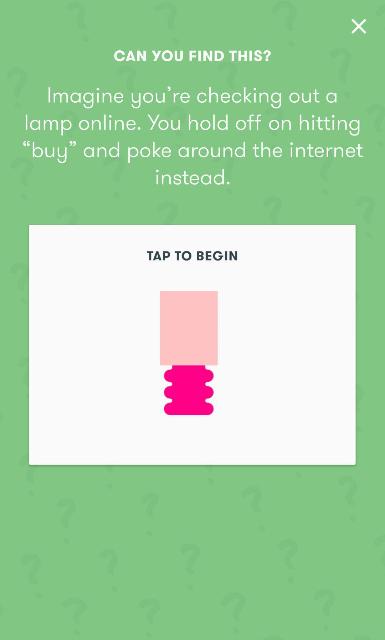 CAN YOU FIND THIS?
Imagine you're checking out a
lamp online. You hold off on hitting
“buy” and poke around the internet
instead.
TAP TO BEGIN